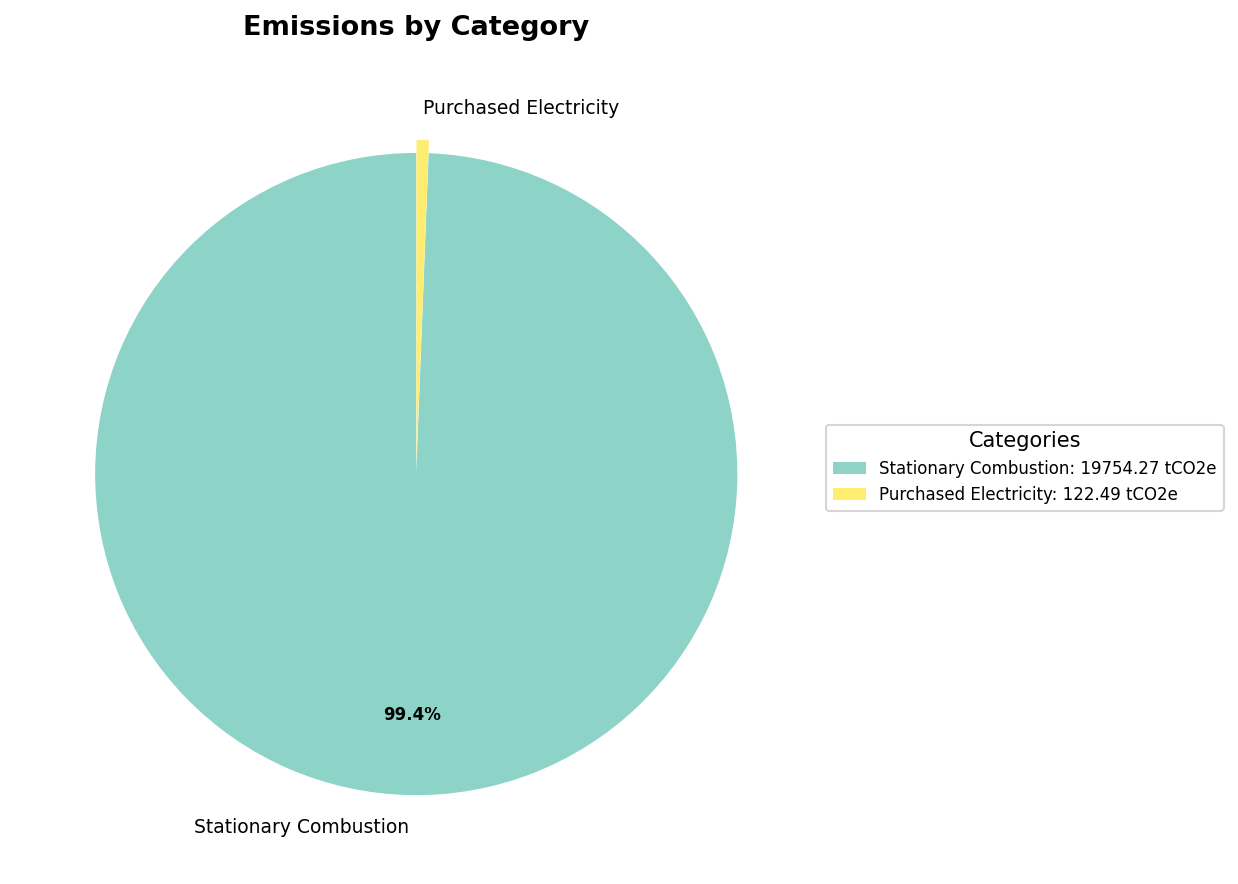 Emissions by Category
Purchased Electricity
Categories
Stationary Combustion: 19754.27 tCO2e
Purchased Electricity: 122.49 tCO2e
99.4%
Stationary Combustion